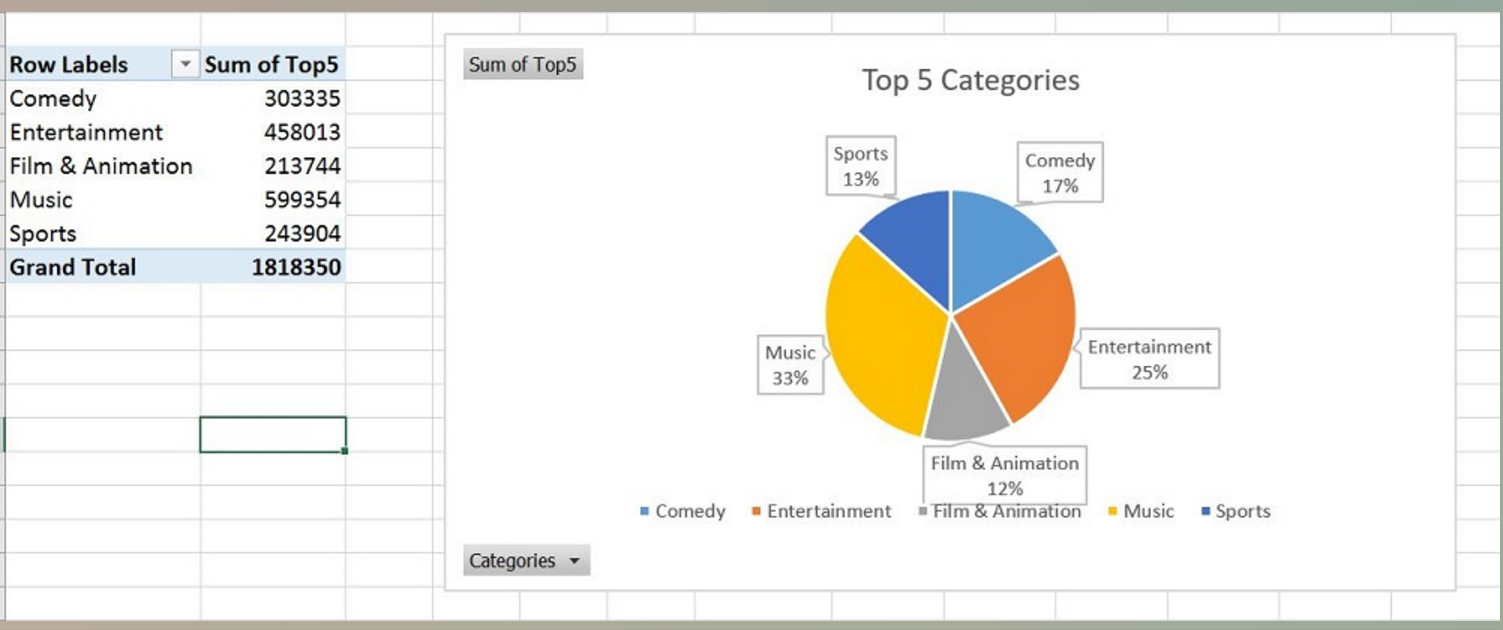 Row Labels Sum of Top5
Comedy 303335
Entertainment 458013
Film & Animation 213744
Music 599354
Sports 243904
Grand Total 1818350
Sum of Top5
Top 5 Categories
Sports
13%
Comedy
17%
Music
33%
Entertainment
25%
Film & Animation
12%
Comedy Entertainment Film & Animation Music Sports
Categories